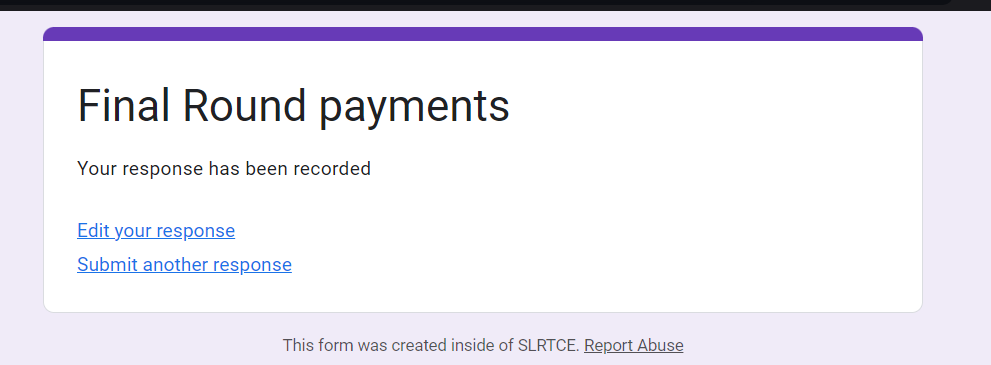 Final Round payments
Your response has been recorded
Edit your response
Submit another response
This form was created inside of SLRTCE. Report Abuse